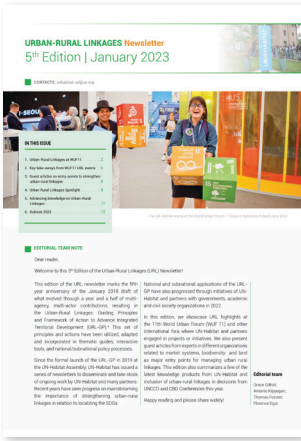 URBAN-RURAL LINKAGES Newsletter
5th Edition | January 2023
CONTACTS:
IN THIS ISSUE
1. Urban-Rural Linkages at WUF11 2
2. Key take aways from WUF11 URL events
3. Guest articles on entry points to strengthen
urban-rural linkages
4. Urban Rural Linkages Spotlight
5. Advancing knowledge on Urban-Rural
Linkages
6. Outlook 2023
EDITORIAL TEAM NOTE
Dear reader,
Welcome to this 5th Edition of the Urban-Rural Linkages (URL) Newsletter!
This edition of the URL newsletter marks the fifth
year anniversary of the January 2018 draft of
what evolved through a year and a half of multi-
agency, multi-actor contributions, resulting in
the Urban-Rural Linkages: Guiding Principles
and Framework of Action to Advance Integrated
Territorial Development (URL-GP).* This set of
principles and actions have been utilized, adapted
and incorporated in thematic guides, interactive
tools, and national/subnational policy processes.
Since the formal launch of the URL-GP in 2019 at
the UN-Habitat Assembly, UN-Habitat has issued a
series of newsletters to disseminate and take stock
of ongoing work by UN-Habitat and many partners.
Recent years have seen progress on mainstreaming
the importance of strengthening urban-rural
linkages in relation to localizing the SDGs.
National and subnational applications of the URL-
GP have also progressed through initiatives of UN-
Habitat and partners with governments, academic
and civil society organizations in 2022.
In this edition, we showcase URL highlights at
the 11th World Urban Forum (WUF 11) and other
international fora where UN-Habitat and partners
engaged in projects or initiatives. We also present
guest articles from experts in different organizations
related to market systems, biodiversity and land
as major entry points for managing urban rural
linkages. This edition also summarizes a few of the
latest knowledge products from UN-Habitat and
inclusion of urban-rural linkages in decisions from
UNCCD and CBD Conferences this year.
Happy reading and please share widely!
Editorial team
Grace Githiri
Thomas Forster,
Florence Egal